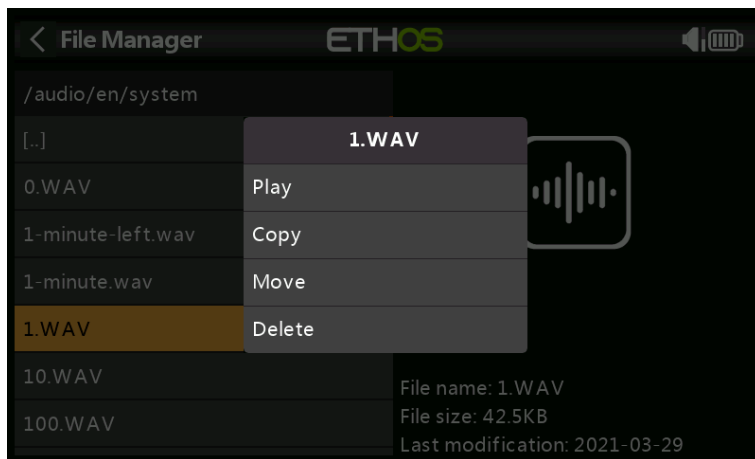 File Manager
ETHOS
/audio/en/system
[..]
0.WAV
1-minute-left.wav
1-minute.wav
1.WAV
10.WAV
100.WAV
1.WAV
Play
Copy
Move
Delete
File name: 1.WAV
File size: 42.5KB
Last modification: 2021-03-29